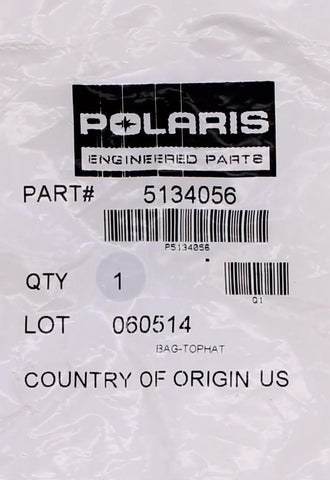 POLARIS
ENGINEERED PARTS
PART# 5134056
P5134056
QTY 1
Q1
LOT 060514
BAG-TOPHAT
COUNTRY OF ORIGIN US